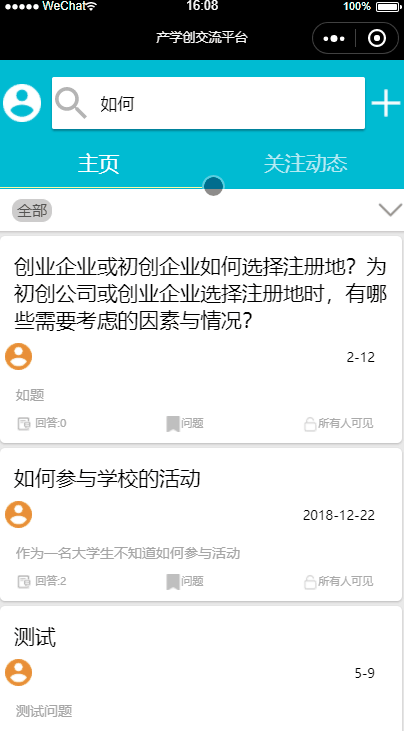 WeChat
16:08
100%
产学创交流平台
如何
主页
关注动态
全部
创业企业或初创企业如何选择注册地？为
初创公司或创业企业选择注册地时，有哪
些需要考虑的因素与情况？
2-12
如题
回答:0
问题
所有人可见
如何参与学校的活动
2018-12-22
作为一名大学生不知道如何参与活动
回答:2
问题
所有人可见
测试
5-9
测试问题